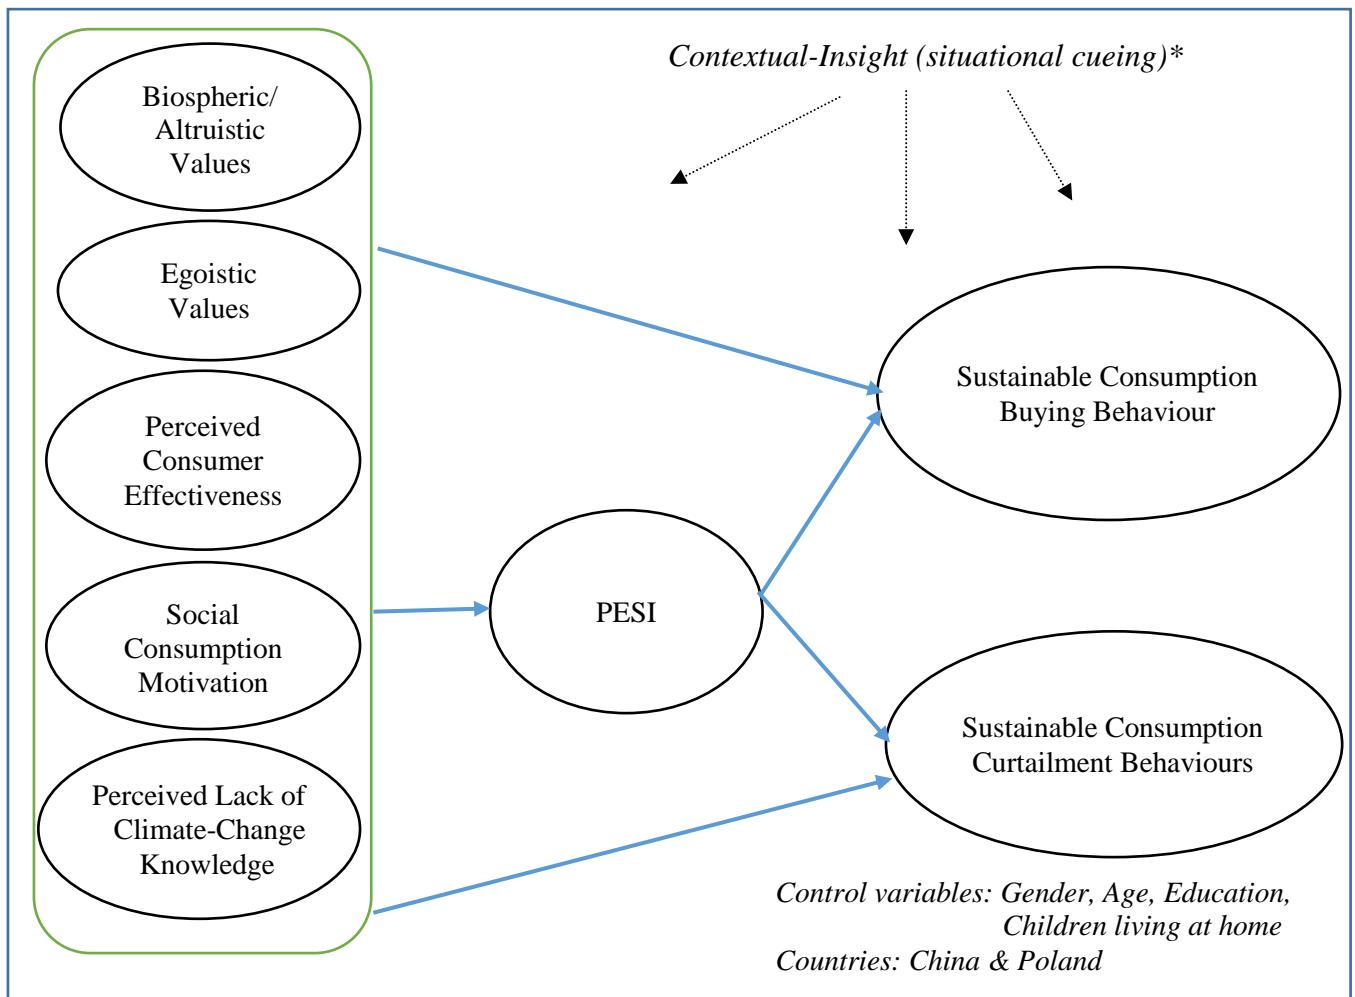 Contextual-Insight (situational cueing)*
Biospheric/
Altruistic
Values
Egoistic
Values
Perceived
Consumer
Effectiveness
Social
Consumption
Motivation
Perceived Lack of
Climate-Change
Knowledge
PESI
Sustainable Consumption
Buying Behaviour
Sustainable Consumption
Curtailment Behaviours
Control variables: Gender, Age, Education,
Children living at home
Countries: China & Poland